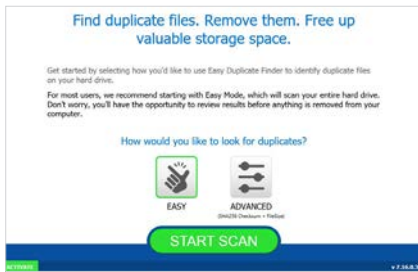 Find duplicate files. Remove them. Free up
valuable storage space.
Get started by selecting how you'd like to use Easy Duplicate Finder to identify duplicate files
on your hard drive.
For most users, we recommend starting with Easy Mode, which will scan your entire hard drive.
Don't worry, you'll have the opportunity to review results before anything is removed from your
computer.
How would you like to look for duplicates?
EASY
ADVANCED
(SHA256 Checksum + FileSize)
START SCAN
ACTIVATE